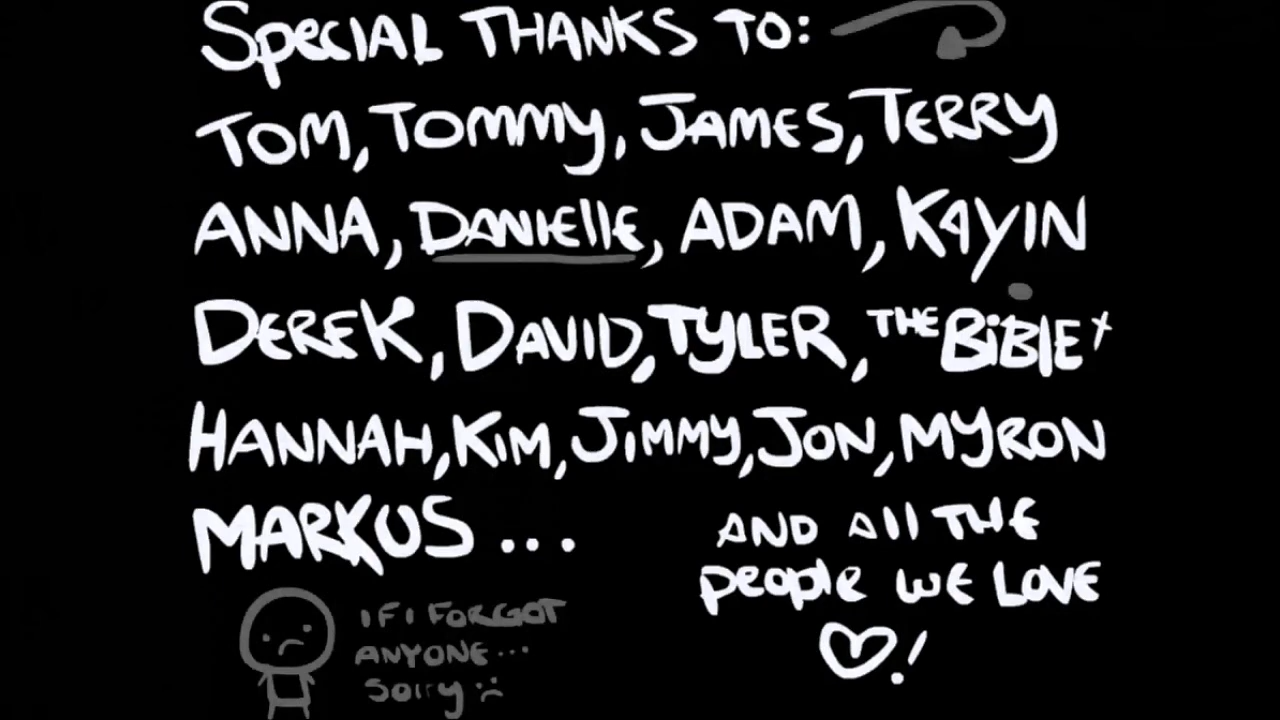 Special THANKS TO:
TOM, TOMMY, JAMES, TERRY
ANNA, DANIElle, ADAM, KAYIN
DEREK, DAVID, TYLER, THE BiBLE
HANNAH, KiM, JiMMY, JON, MYRON
MARKUS ...
AND All THE
people WE LOVE
♡!
IF I FORGOT
ANYONE...
Sorry :(